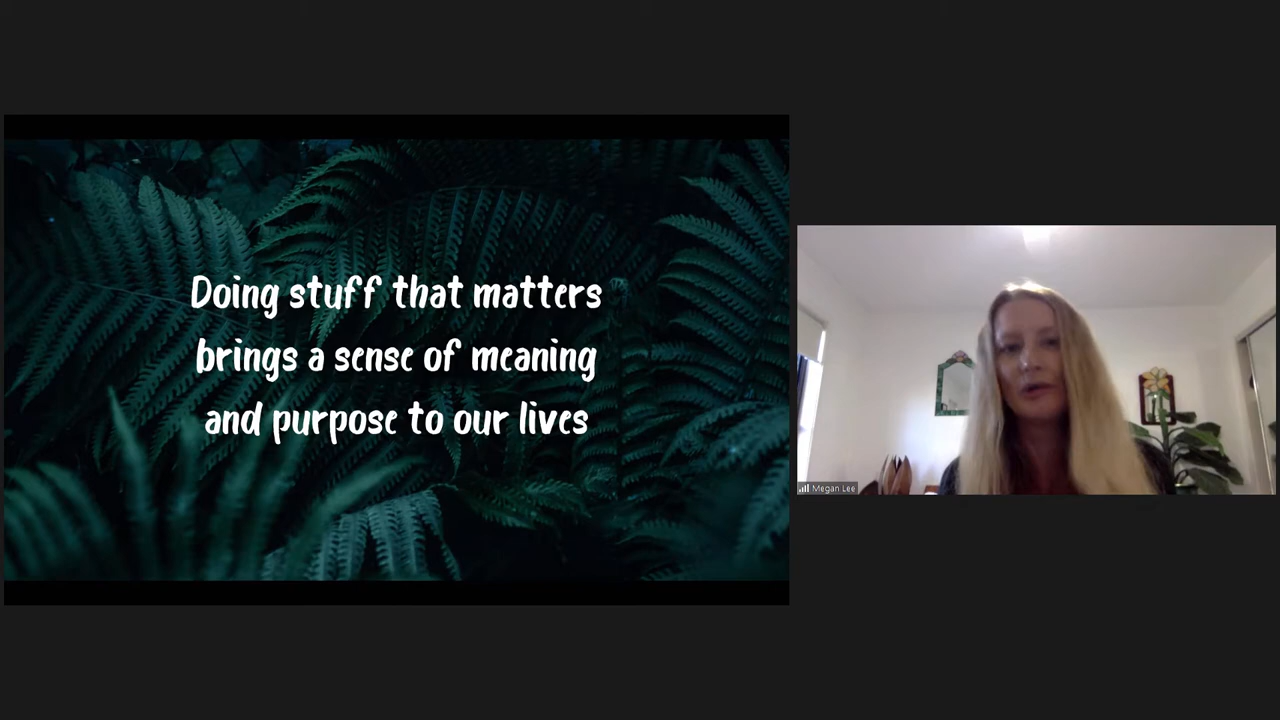 Doing stuff that matters
brings a sense of meaning
and purpose to our lives
Megan Lee